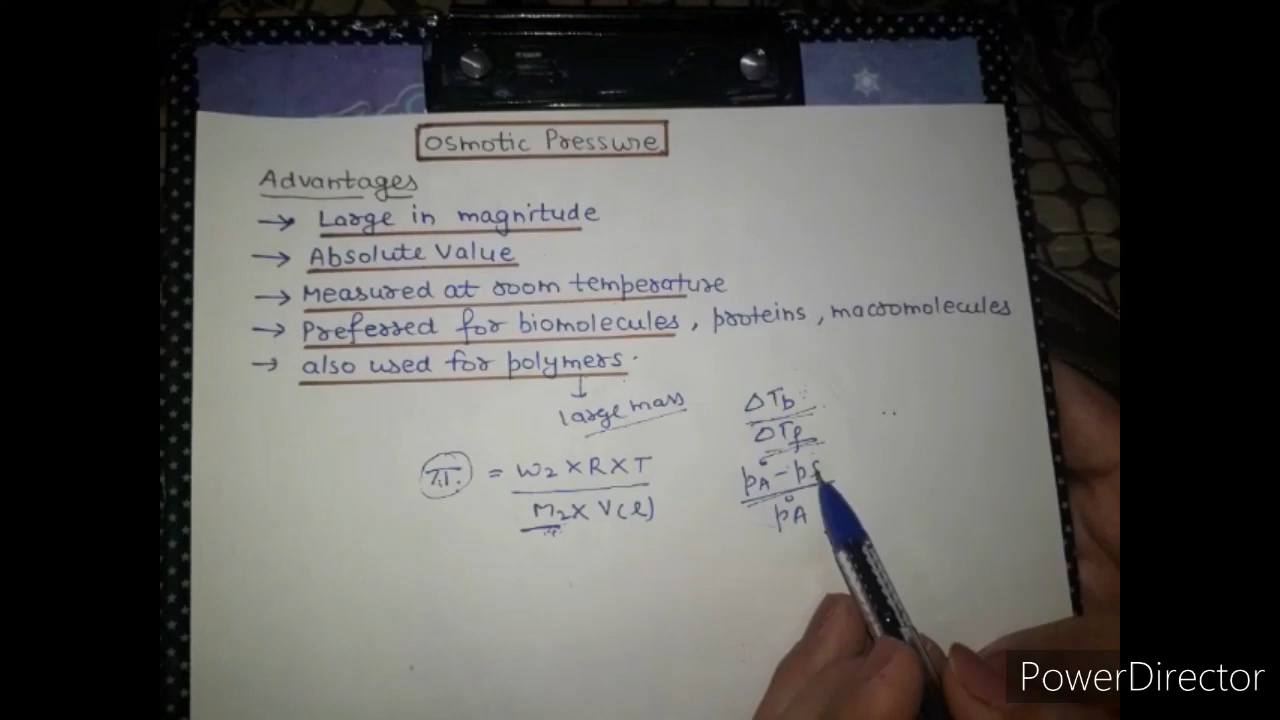 Osmotic Pressure
Advantages
→ Large in magnitude
→ Absolute Value
→ Measured at room temperature
→ Preferred for biomolecules, proteins, macromolecules
→ also used for polymers.
↓
large mass
π = W2 × R × T
M2 × V(l)
ΔTb
ΔTf
p°A - ps
p°A
PowerDirector